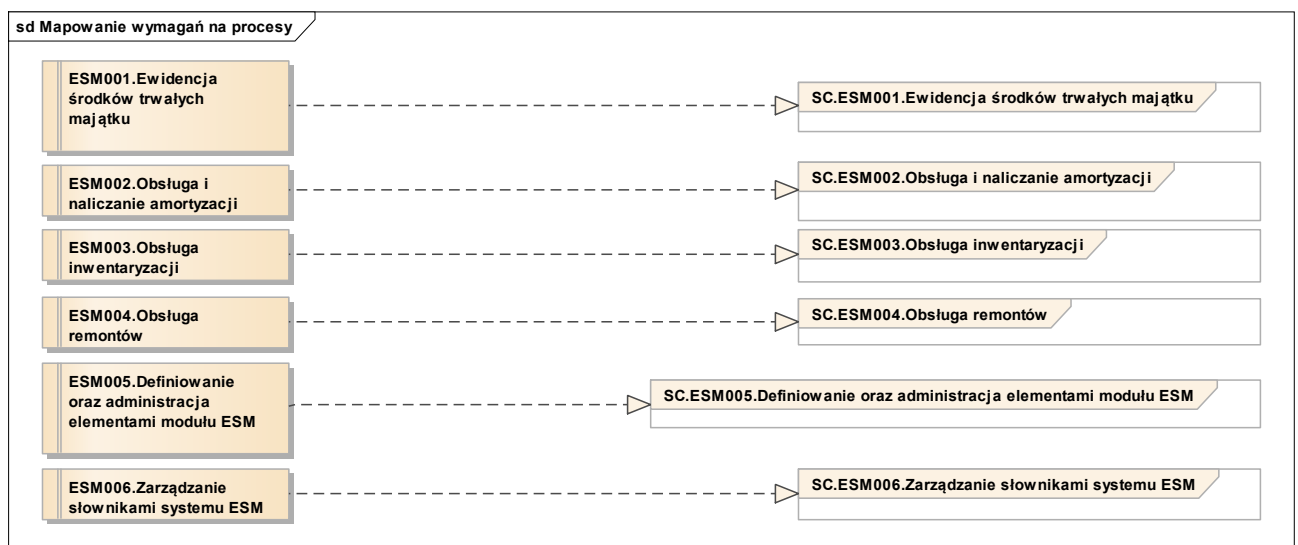 sd Mapowanie wymagań na procesy
ESM001.Ewidencja
środków trwałych
majątku
SC.ESM001.Ewidencja środków trwałych majątku
ESM002.Obsługa i
naliczanie amortyzacji
SC.ESM002.Obsługa i naliczanie amortyzacji
ESM003.Obsługa
inwentaryzacji
SC.ESM003.Obsługa inwentaryzacji
ESM004.Obsługa
remontów
SC.ESM004.Obsługa remontów
ESM005.Definiowanie
oraz administracja
elementami modułu ESM
SC.ESM005.Definiowanie oraz administracja elementami modułu ESM
ESM006.Zarządzanie
słownikami systemu ESM
SC.ESM006.Zarządzanie słownikami systemu ESM